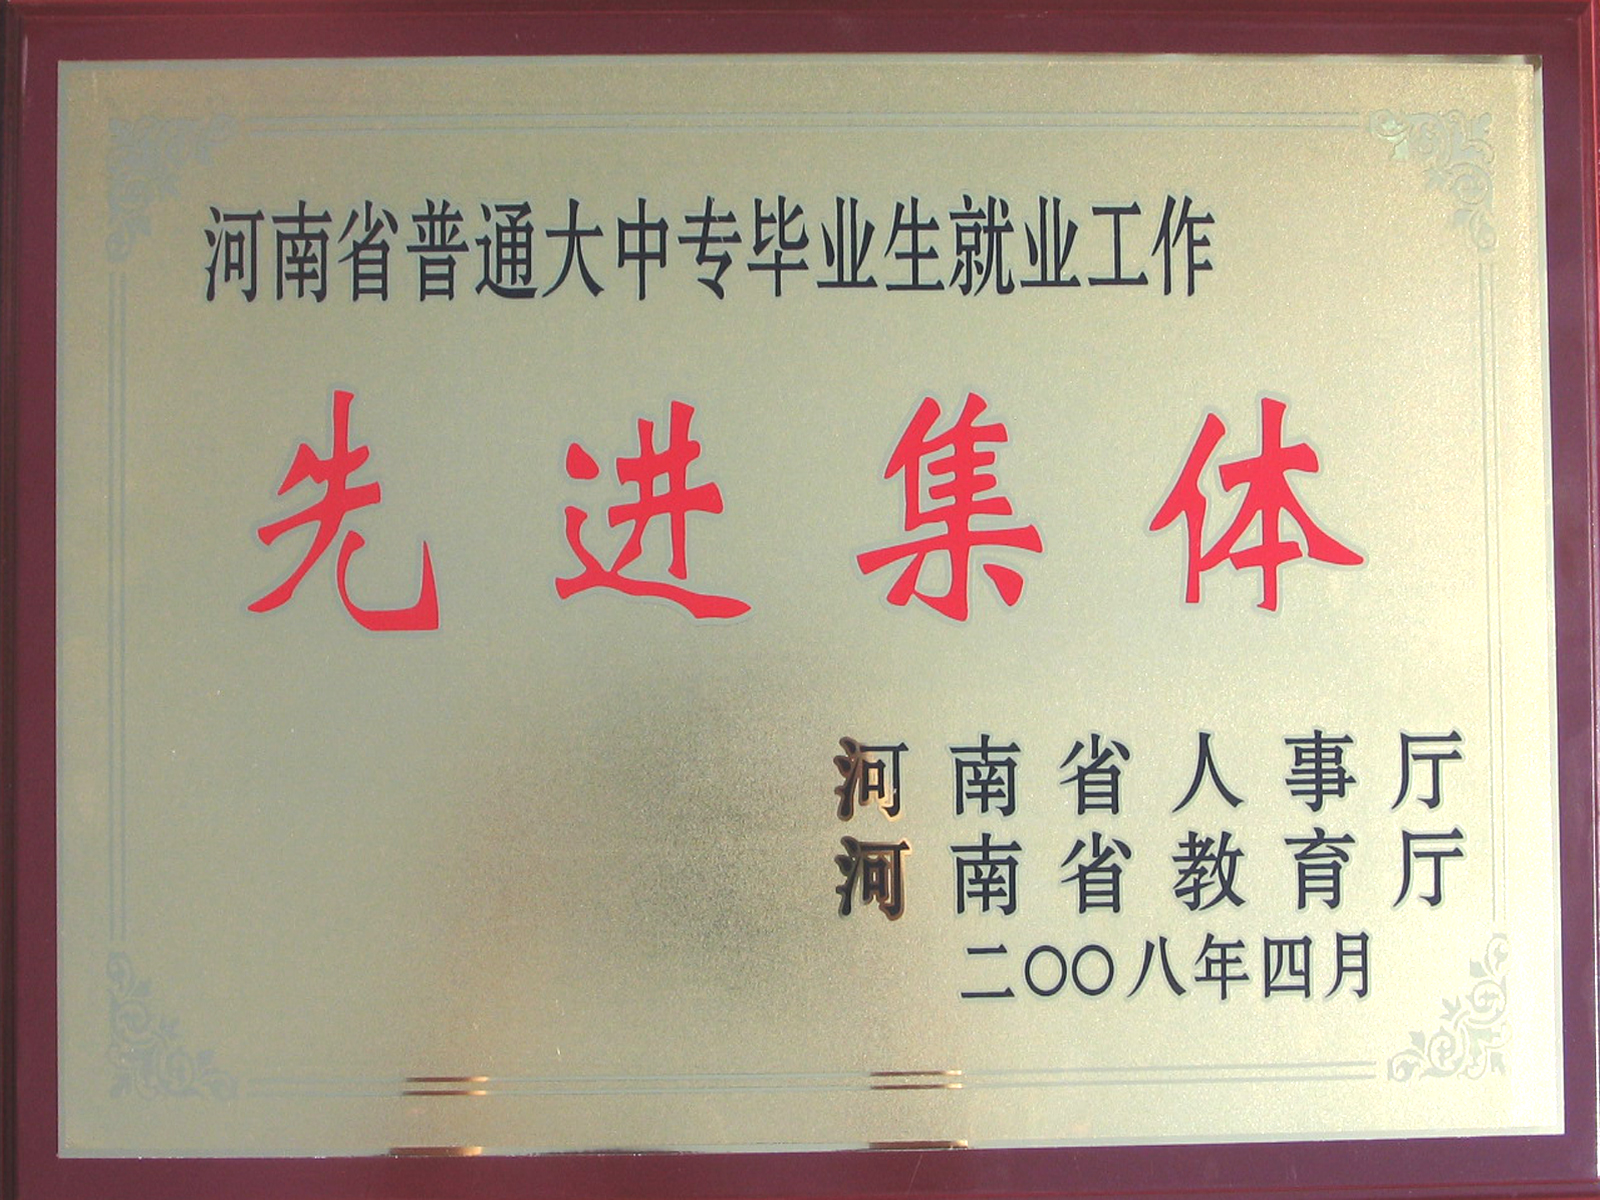 河南省普通大中专毕业生就业工作
先进集体
河南省人事厅
河南省教育厅
二〇〇八年四月